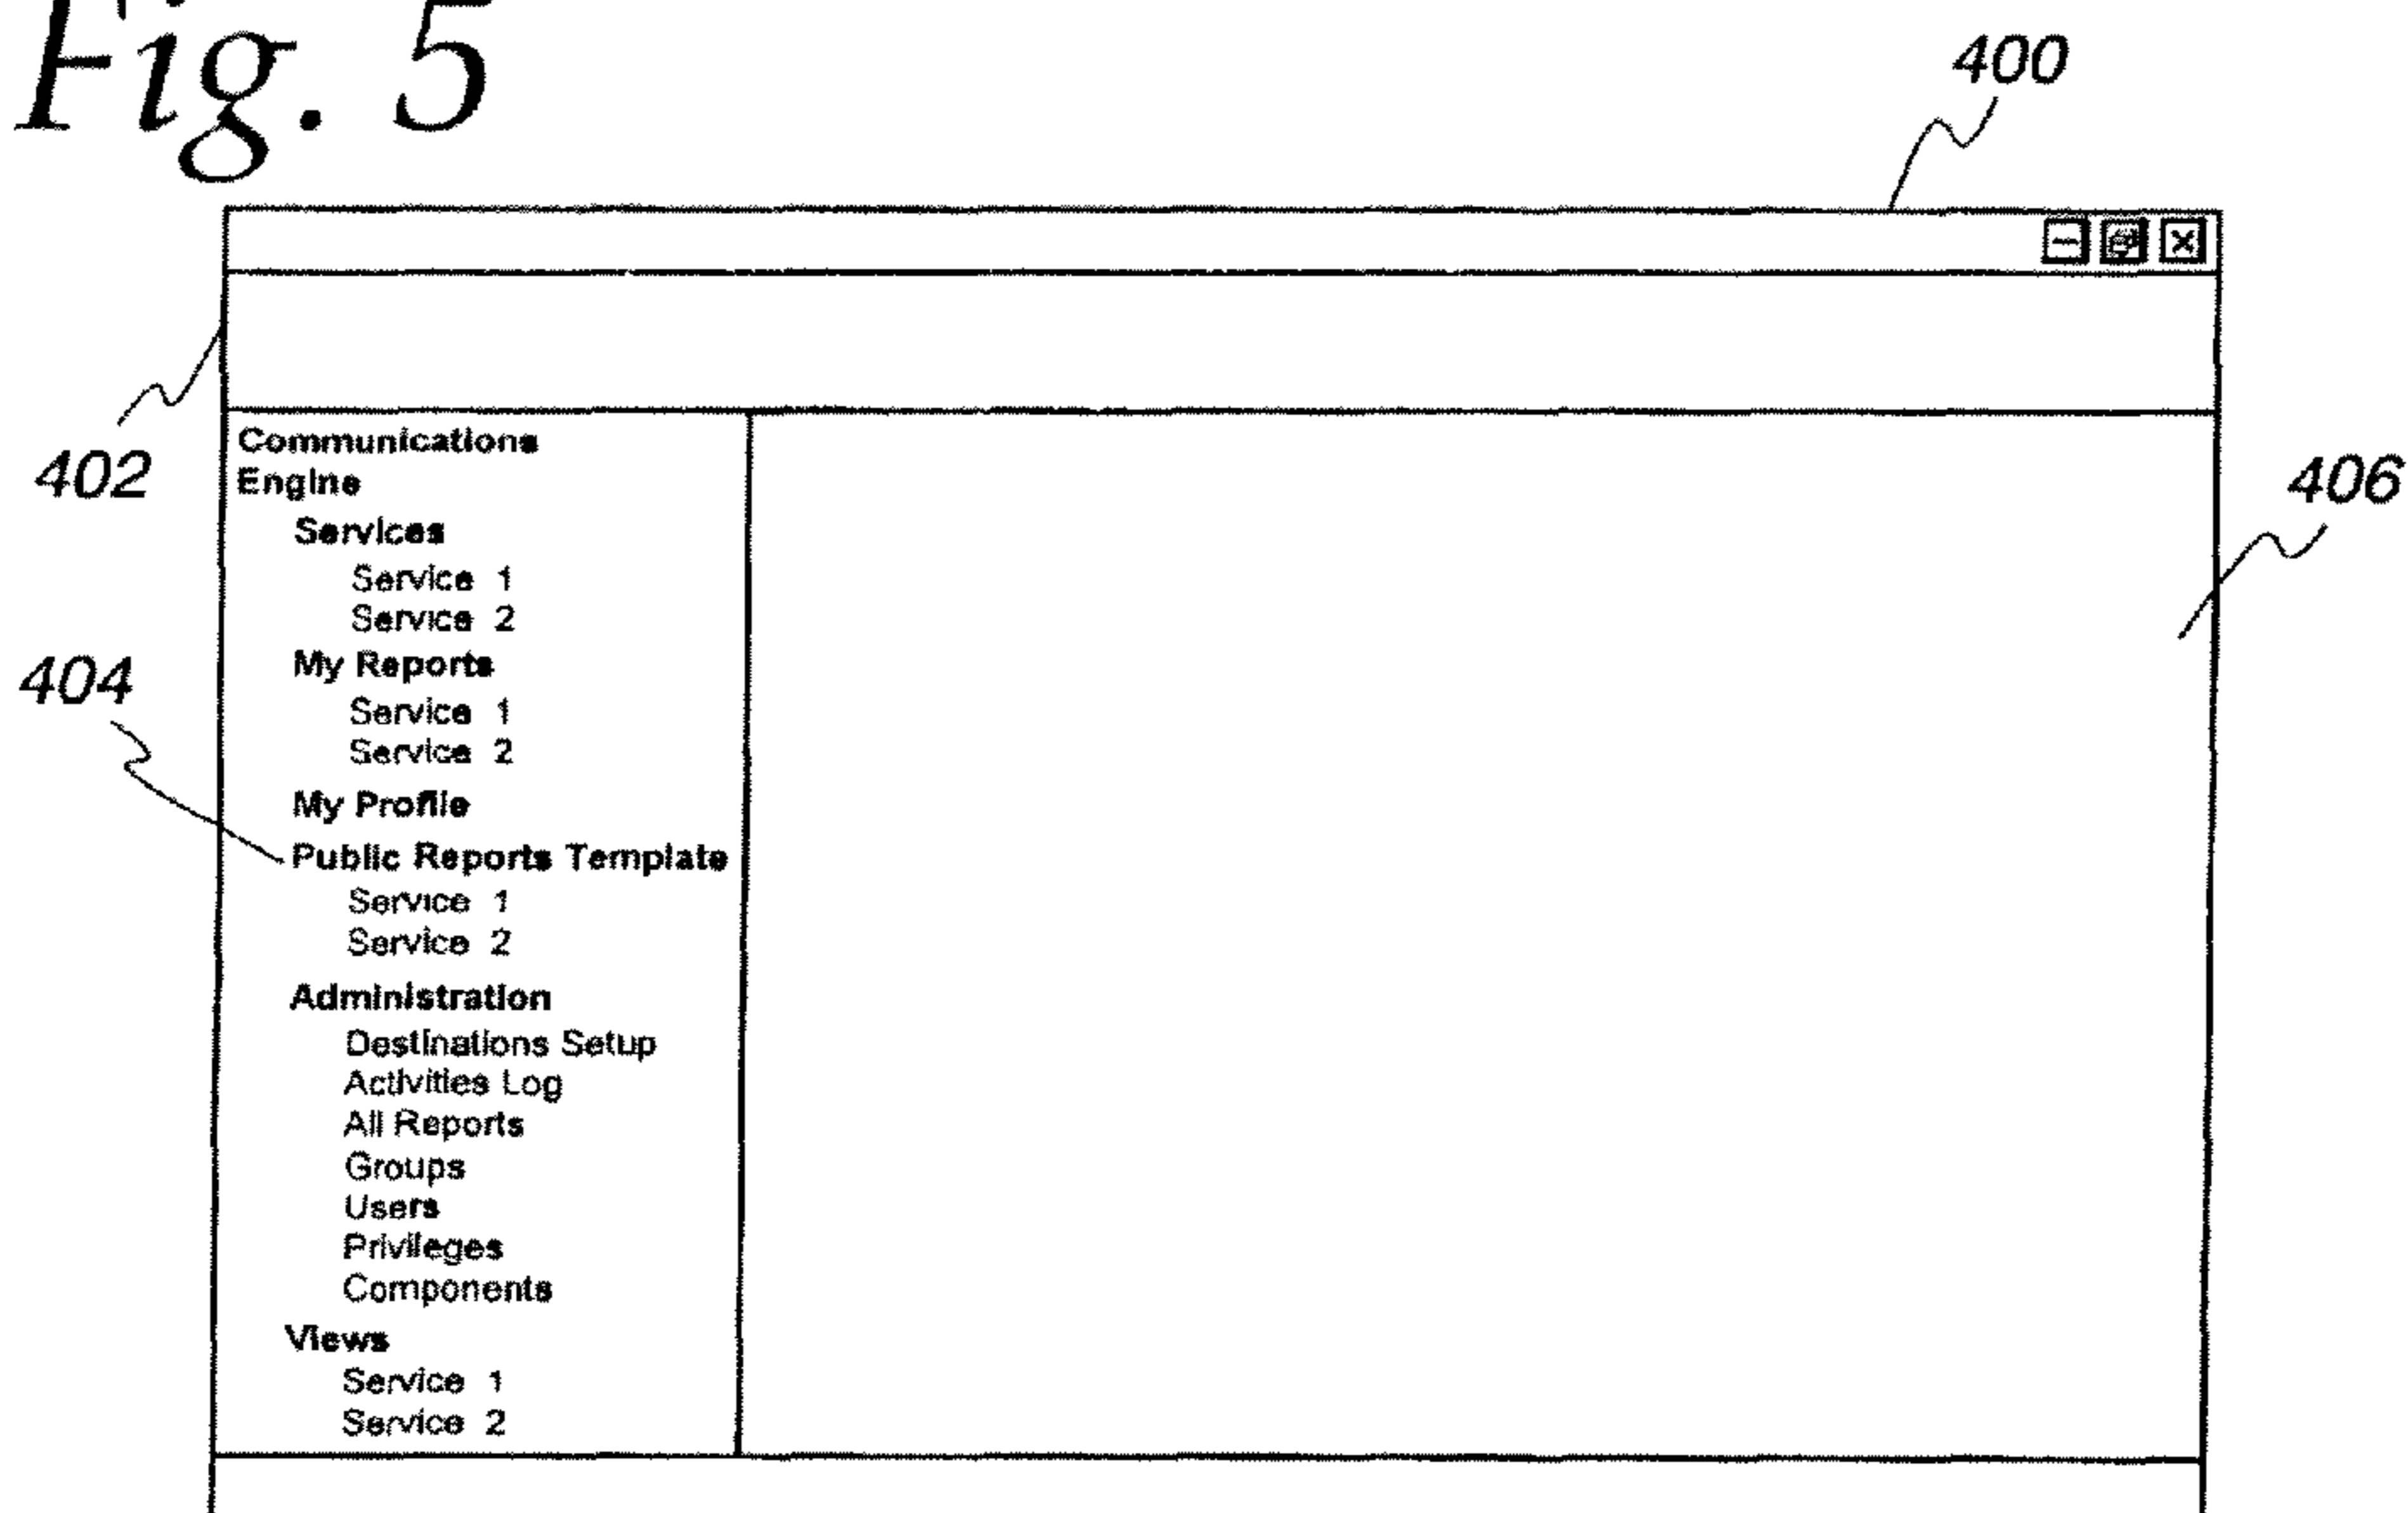 Fig. 5
400
402
Communications
Engine
406
Services
Service 1
Service 2
404
My Reports
Service 1
Service 2
My Profile
Public Reports Template
Service 1
Service 2
Administration
Destinations Setup
Activities Log
All Reports
Groups
Users
Privileges
Components
Views
Service 1
Service 2